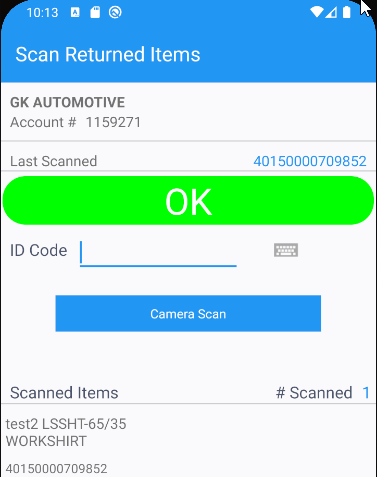 10:13
Scan Returned Items
GK AUTOMOTIVE
Account # 1159271
Last Scanned 40150000709852
OK
ID Code
Camera Scan
Scanned Items # Scanned 1
test2 LSSHT-65/35
WORKSHIRT
40150000709852